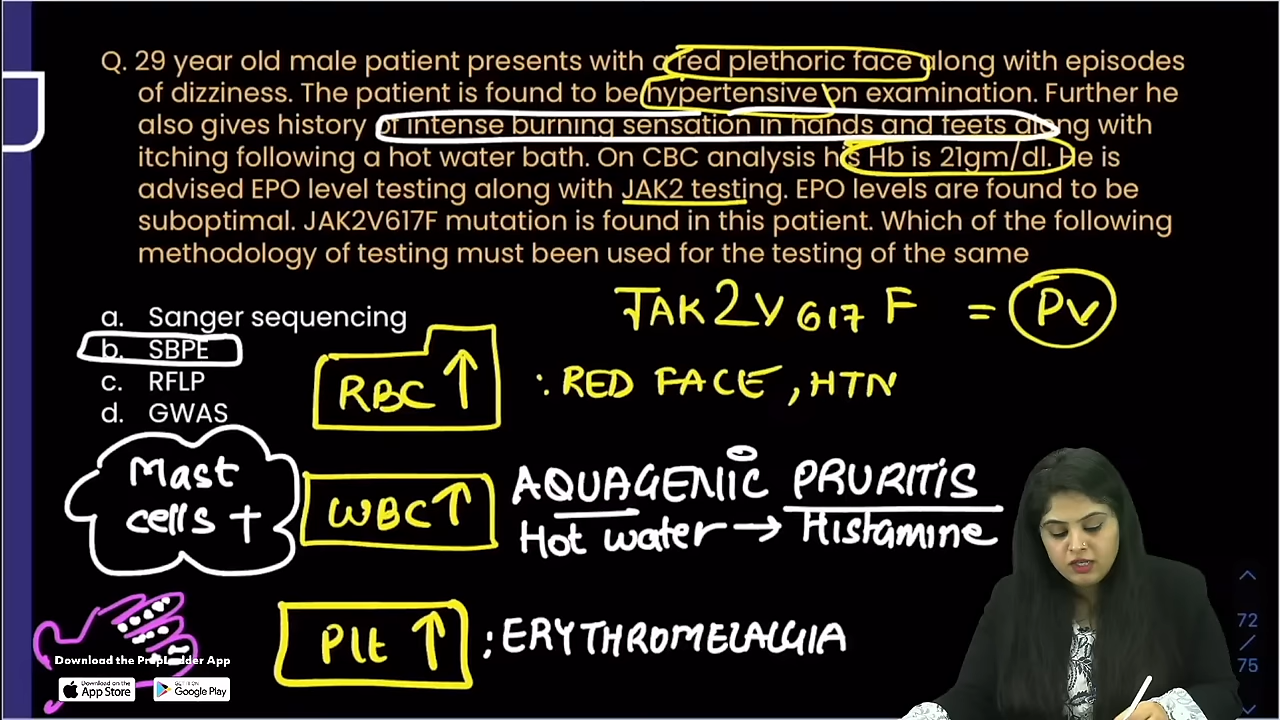 Q. 29 year old male patient presents with a red plethoric face along with episodes
of dizziness. The patient is found to be hypertensive on examination. Further he
also gives history of intense burning sensation in hands and feets along with
itching following a hot water bath. On CBC analysis his Hb is 21gm/dl. He is
advised EPO level testing along with JAK2 testing. EPO levels are found to be
suboptimal. JAK2V617F mutation is found in this patient. Which of the following
methodology of testing must been used for the testing of the same
a. Sanger sequencing
b. SBPE
c. RFLP
d. GWAS
JAK2V617F = PV
RBC ↑ : RED FACE, HTN
Mast
cells +
WBC ↑ AQUAGENIC PRURITIS
Hot water → Histamine
Plt ↑ : ERYTHROMELALGIA
Download the PrepLadder App
Download on the
App Store
GET IT ON
Google Play
72
/
75